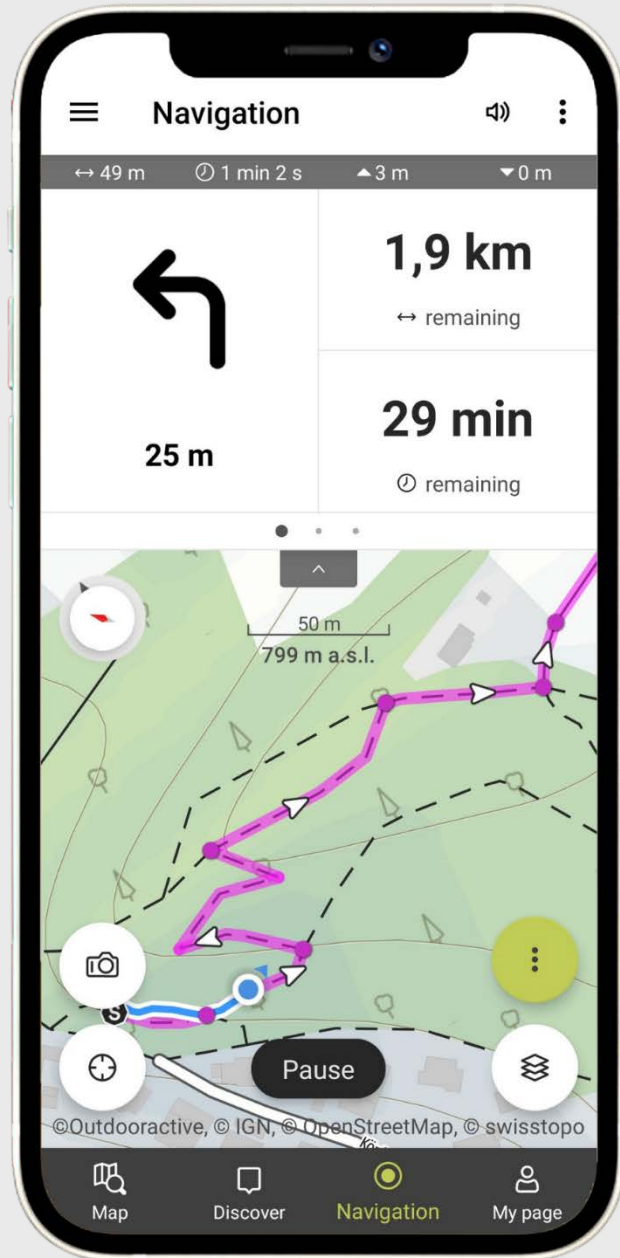 Navigation
49 m 1 min 2 s 3 m 0 m
1,9 km
remaining
25 m
29 min
remaining
50 m
799 m a.s.l.
S
Pause
©Outdooractive, © IGN, © OpenStreetMap, © swisstopo
Map Discover Navigation My page